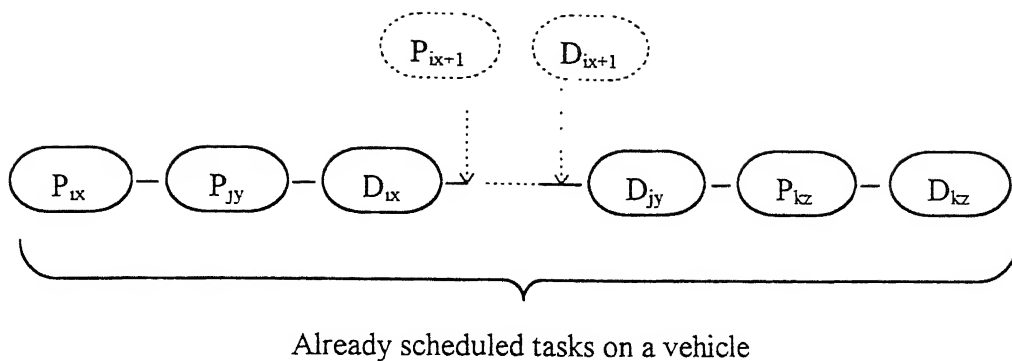 P_ix+1 D_ix+1
P_ix P_jy D_ix D_jy P_kz D_kz
Already scheduled tasks on a vehicle